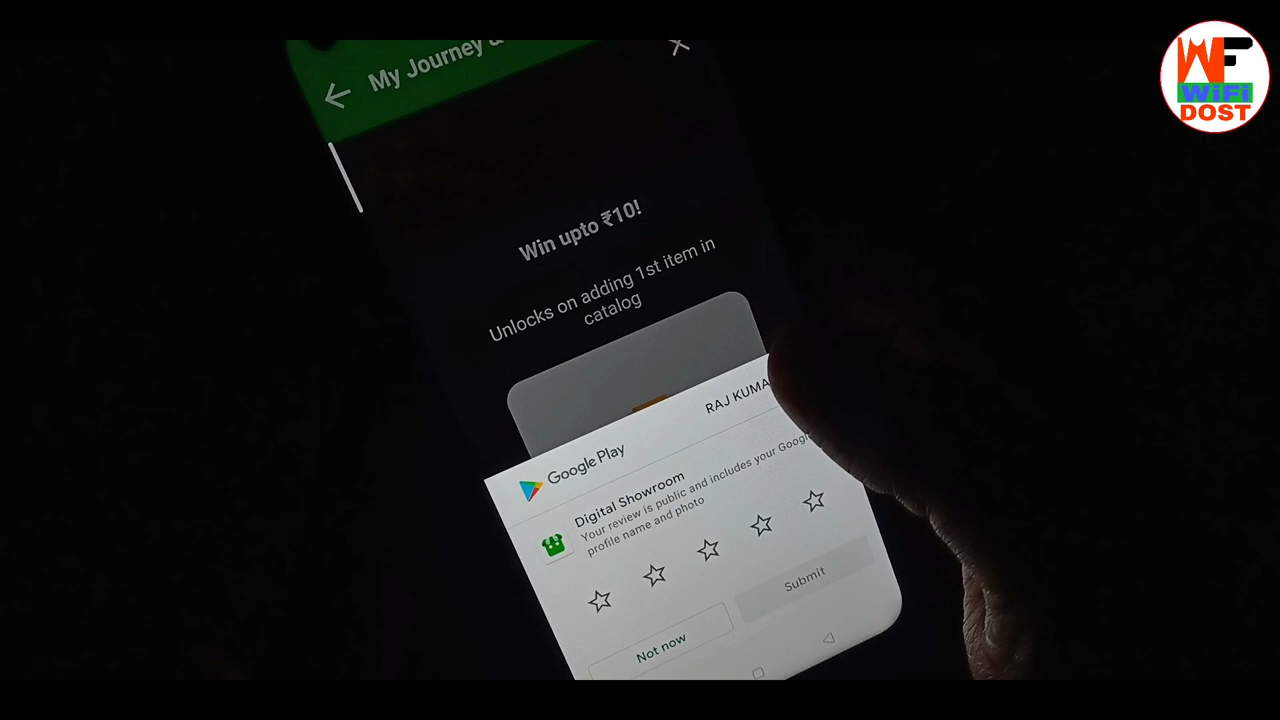 My Journey
Win upto ₹10!
Unlocks on adding 1st item in
catalog
Google Play
RAJ
Digital Showroom
Your review is public and includes your Google
profile name and photo
Not now
Submit
WF
WiFi
DOST